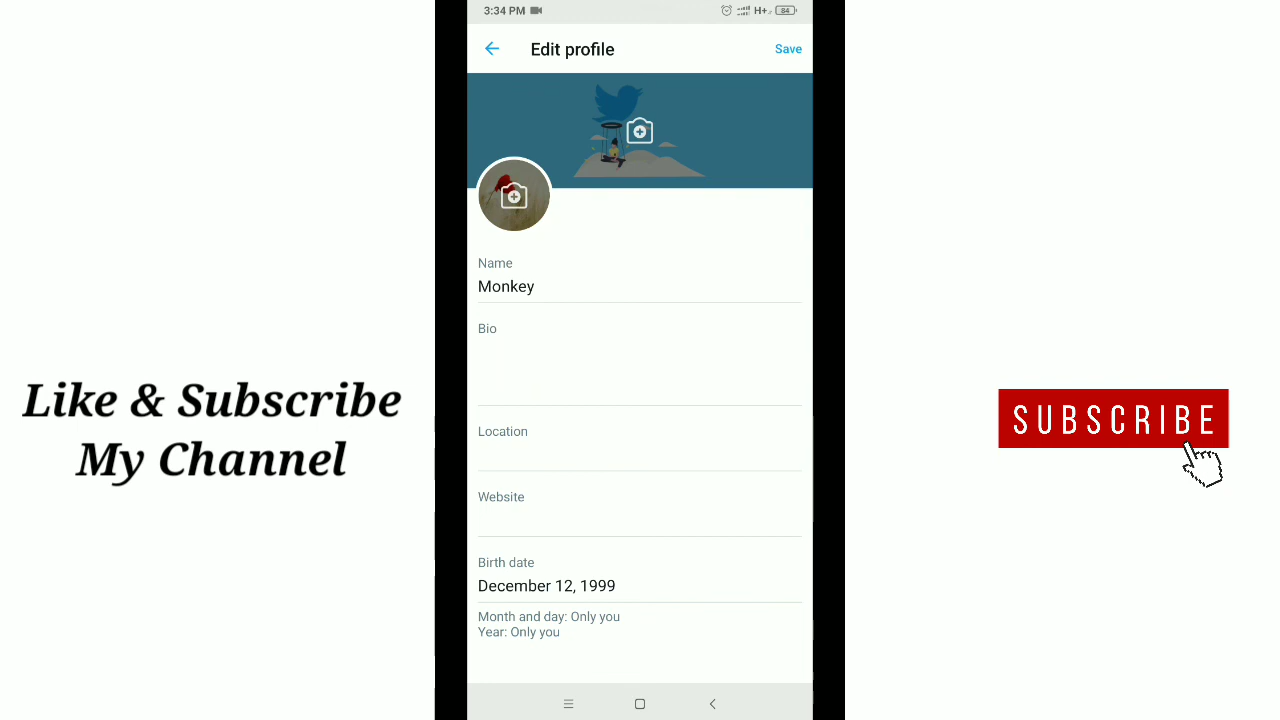 3:34 PM
H+
84
Edit profile
Save
Name
Monkey
Bio
Like & Subscribe
My Channel
SUBSCRIBE
Location
Website
Birth date
December 12, 1999
Month and day: Only you
Year: Only you